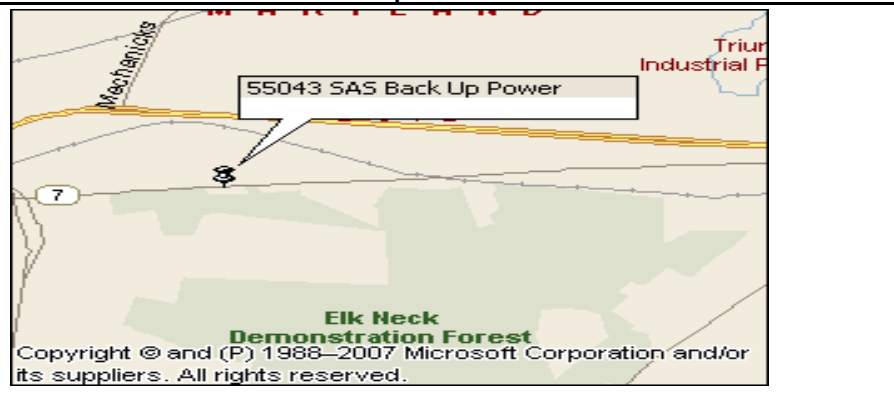 MARYLAND
Mechanicks
Industrial
55043 SAS Back Up Power
7
Elk Neck
Demonstration Forest
Copyright © and (P) 1988–2007 Microsoft Corporation and/or
its suppliers. All rights reserved.